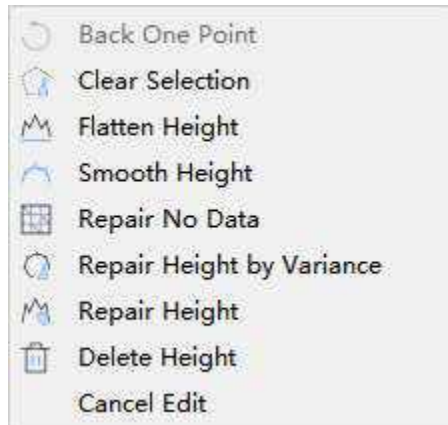 Back One Point
Clear Selection
Flatten Height
Smooth Height
Repair No Data
Repair Height by Variance
Repair Height
Delete Height
Cancel Edit